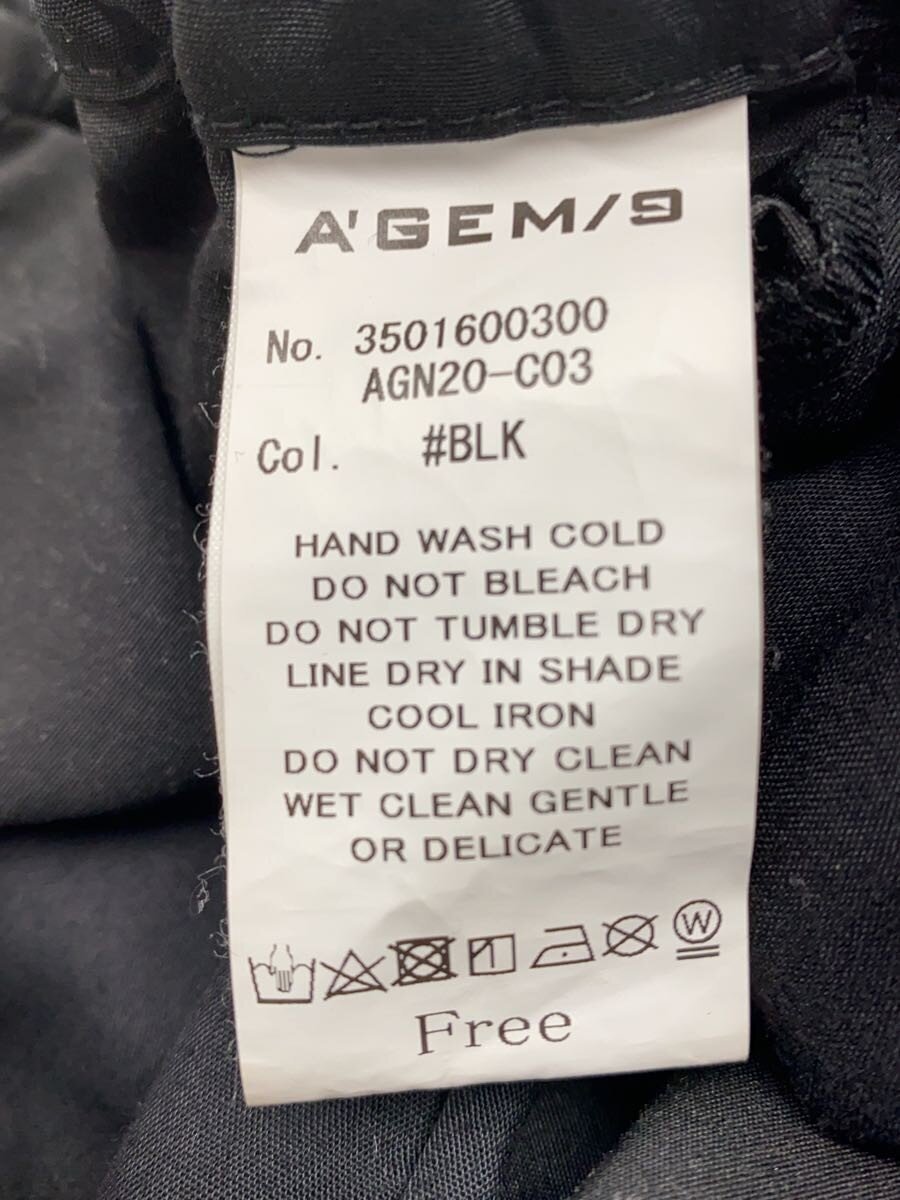 A'GEM/9
No. 3501600300
AGN20-C03
Col. #BLK
HAND WASH COLD
DO NOT BLEACH
DO NOT TUMBLE DRY
LINE DRY IN SHADE
COOL IRON
DO NOT DRY CLEAN
WET CLEAN GENTLE
OR DELICATE
W
Free